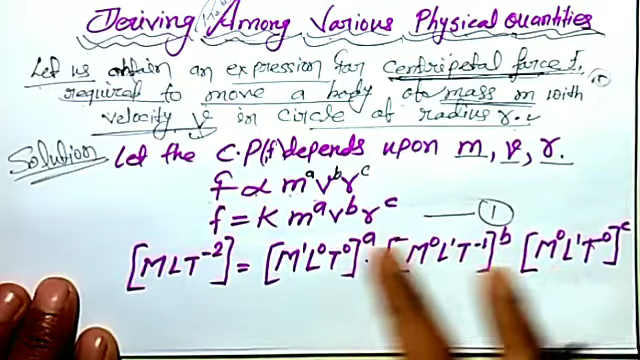 Deriving Among Various Physical Quantities
Let us obtain an expression for centripetal force F,
required to move a body of mass m with
velocity v in circle of radius r.
Solution Let the C.P(f) depends upon m, v, r.
F ∝ m^a v^b r^c
f = K m^a v^b r^c —— ①
[MLT^-2] = [M^1L^0T^0]^a . [M^0L^1T^-1]^b [M^0L^1T^0]^c